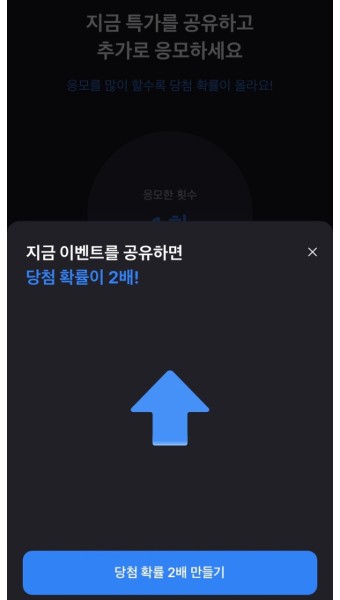 지금 특가를 공유하고
추가로 응모하세요
응모를 많이 할수록 당첨 확률이 올라요!
응모한 횟수
지금 이벤트를 공유하면
당첨 확률이 2배!
당첨 확률 2배 만들기